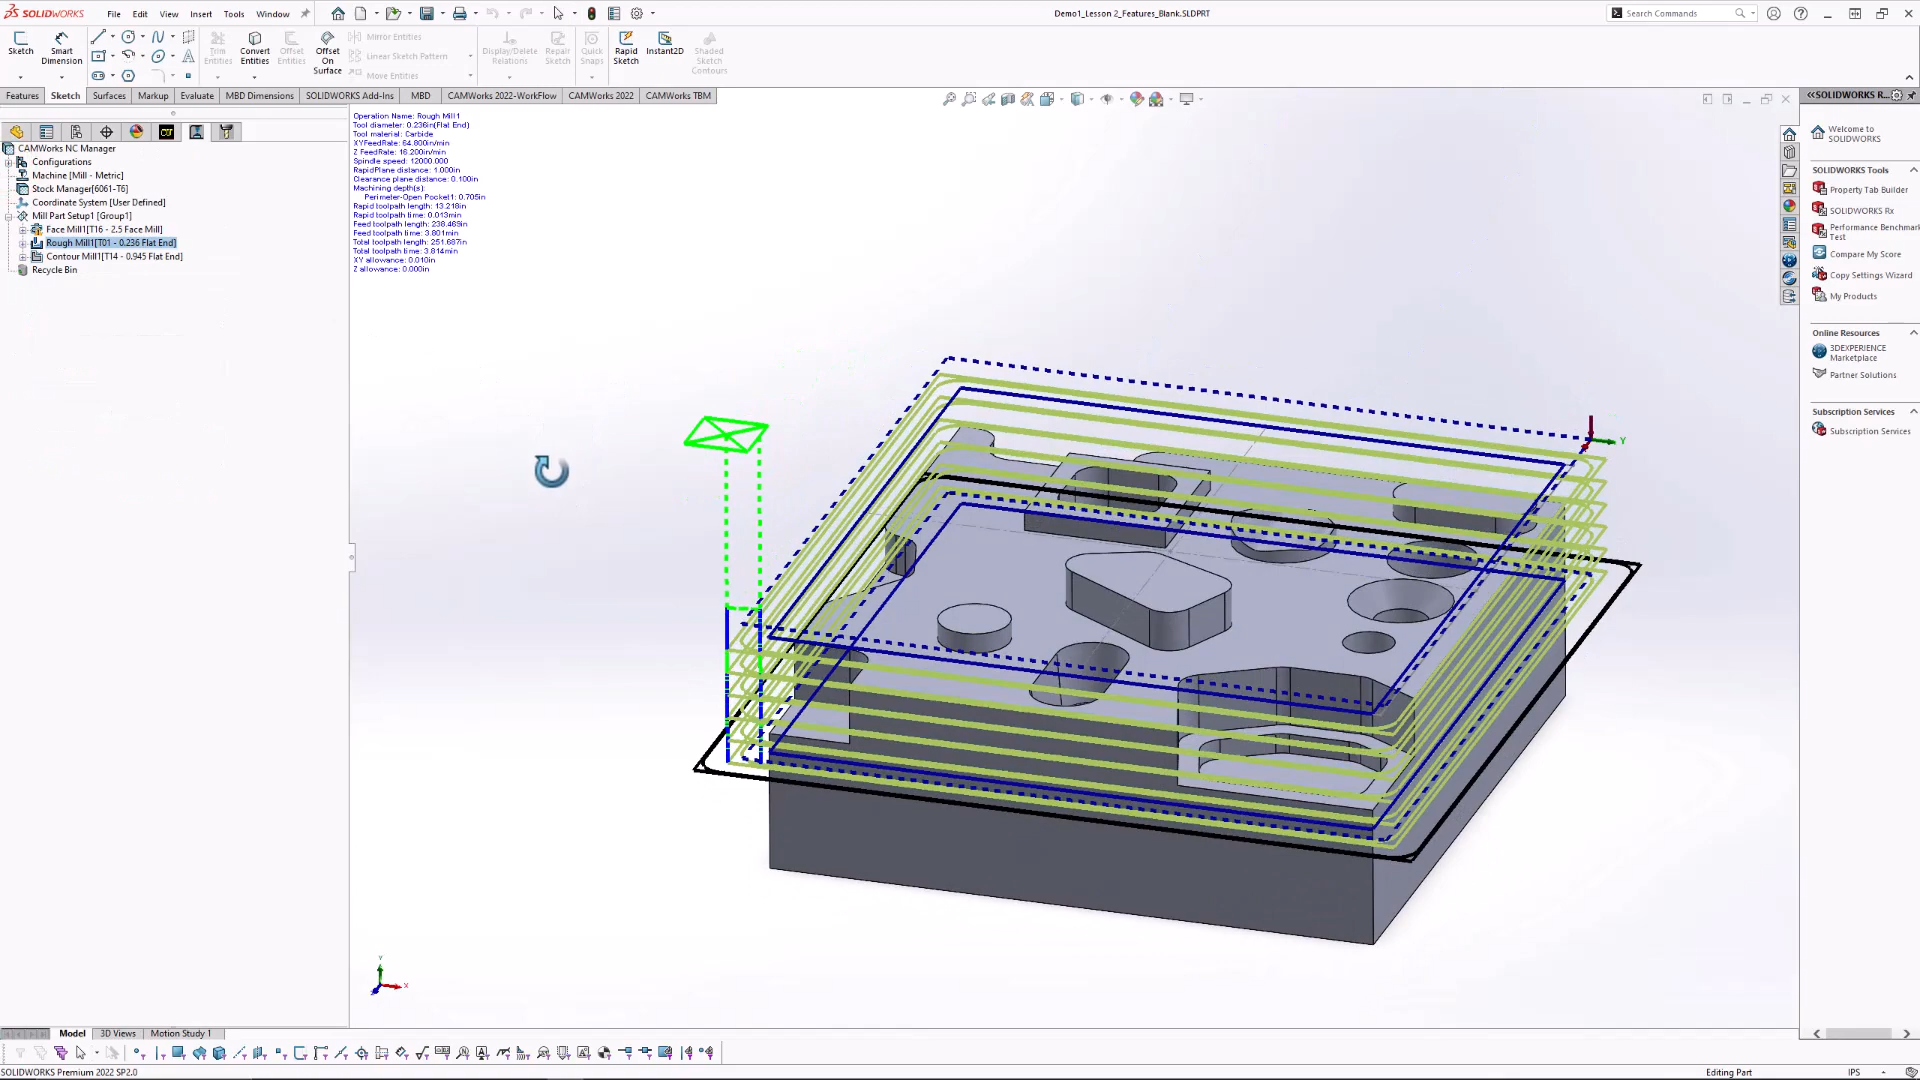 SOLIDWORKS
File Edit View Insert Tools Window
Demo1_Lesson 2_Features_Blank.SLDPRT
Search Commands
Sketch
Smart Dimension
Trim Entities
Convert Entities
Offset Entities
Offset On Surface
Mirror Entities
Linear Sketch Pattern
Move Entities
Display/Delete Relations
Repair Sketch
Quick Snaps
Rapid Sketch
Instant2D
Shaded Sketch Contours
Features Sketch Surfaces Markup Evaluate MBD Dimensions SOLIDWORKS Add-Ins MBD CAMWorks 2022-WorkFlow CAMWorks 2022 CAMWorks TBM
CAMWorks NC Manager
Configurations
Machine [Mill - Metric]
Stock Manager[6061-T6]
Coordinate System [User Defined]
Mill Part Setup1 [Group1]
Face Mill1[T16 - 2.5 Face Mill]
Rough Mill1[T01 - 0.236 Flat End]
Contour Mill1[T14 - 0.945 Flat End]
Recycle Bin
Operation Name: Rough Mill1
Tool diameter: 0.236in(Flat End)
Tool material: Carbide
XYFeedRate: 64.800in/min
Z FeedRate: 16.200in/min
Spindle speed: 12000.000
RapidPlane distance: 1.000in
Clearance plane distance: 0.100in
Machining depth(s):
Perimeter-Open Pocket1: 0.705in
Rapid toolpath length: 13.218in
Rapid toolpath time: 0.013min
Feed toolpath length: 238.469in
Feed toolpath time: 3.801min
Total toolpath length: 251.687in
Total toolpath time: 3.814min
XY allowance: 0.010in
Z allowance: 0.000in
Y
Y
X
SOLIDWORKS R...
Welcome to SOLIDWORKS
SOLIDWORKS Tools
Property Tab Builder
SOLIDWORKS Rx
Performance Benchmark Test
Compare My Score
Copy Settings Wizard
My Products
Online Resources
3DEXPERIENCE Marketplace
Partner Solutions
Subscription Services
Subscription Services
Model 3D Views Motion Study 1
SOLIDWORKS Premium 2022 SP2.0
Editing Part
IPS